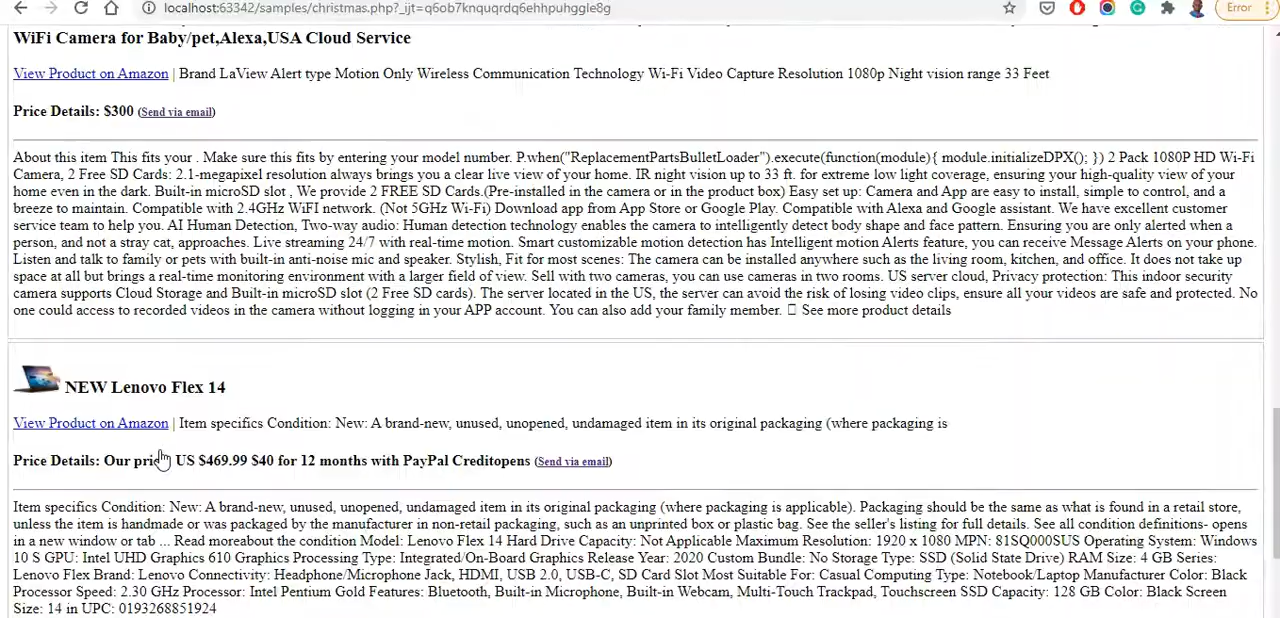 localhost:63342/samples/christmas.php?_ijt=q6ob7knquqrdq6ehhpuhggle8g
Error
WiFi Camera for Baby/pet,Alexa,USA Cloud Service
View Product on Amazon | Brand LaView Alert type Motion Only Wireless Communication Technology Wi-Fi Video Capture Resolution 1080p Night vision range 33 Feet
Price Details: $300 (Send via email)
About this item This fits your . Make sure this fits by entering your model number. P.when("ReplacementPartsBulletLoader").execute(function(module){ module.initializeDPX(); }) 2 Pack 1080P HD Wi-Fi
Camera, 2 Free SD Cards: 2.1-megapixel resolution always brings you a clear live view of your home. IR night vision up to 33 ft. for extreme low light coverage, ensuring your high-quality view of your
home even in the dark. Built-in microSD slot , We provide 2 FREE SD Cards.(Pre-installed in the camera or in the product box) Easy set up: Camera and App are easy to install, simple to control, and a
breeze to maintain. Compatible with 2.4GHz WiFI network. (Not 5GHz Wi-Fi) Download app from App Store or Google Play. Compatible with Alexa and Google assistant. We have excellent customer
service team to help you. AI Human Detection, Two-way audio: Human detection technology enables the camera to intelligently detect body shape and face pattern. Ensuring you are only alerted when a
person, and not a stray cat, approaches. Live streaming 24/7 with real-time motion. Smart customizable motion detection has Intelligent motion Alerts feature, you can receive Message Alerts on your phone.
Listen and talk to family or pets with built-in anti-noise mic and speaker. Stylish, Fit for most scenes: The camera can be installed anywhere such as the living room, kitchen, and office. It does not take up
space at all but brings a real-time monitoring environment with a larger field of view. Sell with two cameras, you can use cameras in two rooms. US server cloud, Privacy protection: This indoor security
camera supports Cloud Storage and Built-in microSD slot (2 Free SD cards). The server located in the US, the server can avoid the risk of losing video clips, ensure all your videos are safe and protected. No
one could access to recorded videos in the camera without logging in your APP account. You can also add your family member. See more product details
NEW Lenovo Flex 14
View Product on Amazon | Item specifics Condition: New: A brand-new, unused, unopened, undamaged item in its original packaging (where packaging is
Price Details: Our US $469.99 $40 for 12 months with PayPal Creditopens (Send via email)
Item specifics Condition: New: A brand-new, unused, unopened, undamaged item in its original packaging (where packaging is applicable). Packaging should be the same as what is found in a retail store,
unless the item is handmade or was packaged by the manufacturer in non-retail packaging, such as an unprinted box or plastic bag. See the seller's listing for full details. See all condition definitions- opens
in a new window or tab ... Read moreabout the condition Model: Lenovo Flex 14 Hard Drive Capacity: Not Applicable Maximum Resolution: 1920 x 1080 MPN: 81SQ000SUS Operating System: Windows
10 S GPU: Intel UHD Graphics 610 Graphics Processing Type: Integrated/On-Board Graphics Release Year: 2020 Custom Bundle: No Storage Type: SSD (Solid State Drive) RAM Size: 4 GB Series:
Lenovo Flex Brand: Lenovo Connectivity: Headphone/Microphone Jack, HDMI, USB 2.0, USB-C, SD Card Slot Most Suitable For: Casual Computing Type: Notebook/Laptop Manufacturer Color: Black
Processor Speed: 2.30 GHz Processor: Intel Pentium Gold Features: Bluetooth, Built-in Microphone, Built-in Webcam, Multi-Touch Trackpad, Touchscreen SSD Capacity: 128 GB Color: Black Screen
Size: 14 in UPC: 0193268851924